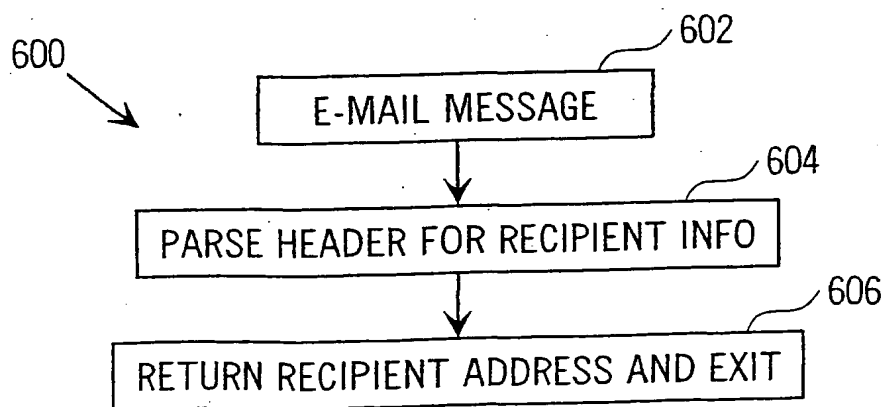 600
602
E-MAIL MESSAGE
604
PARSE HEADER FOR RECIPIENT INFO
606
RETURN RECIPIENT ADDRESS AND EXIT